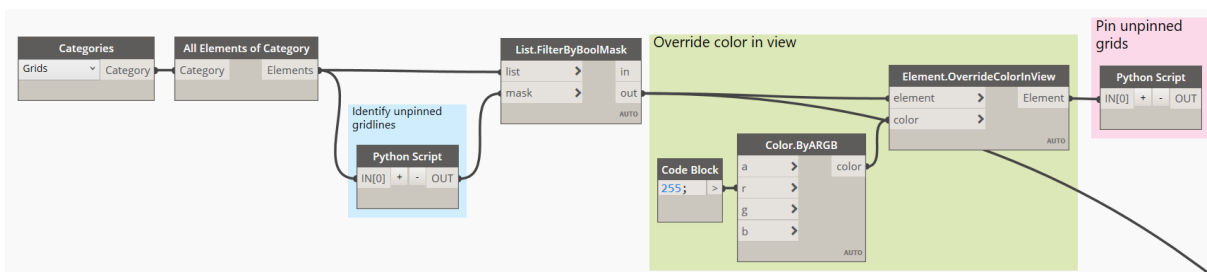 Categories
Grids
Category
All Elements of Category
Category
Elements
Identify unpinned
gridlines
Python Script
IN[0] + - OUT
List.FilterByBoolMask
list > in
mask > out
AUTO
Override color in view
Code Block
255; >
Color.ByARGB
a > color
r >
g >
b >
AUTO
Element.OverrideColorInView
element > Element
color >
AUTO
Pin unpinned
grids
Python Script
IN[0] + - OUT